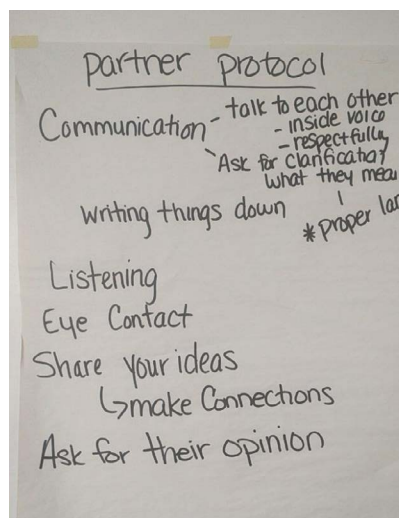 partner protocol
Communication - talk to each other
- inside voice
- respectfully
Ask for clarification
what they
Writing things down
* proper
Listening
Eye Contact
Share your ideas
↳ make Connections
Ask for their opinion